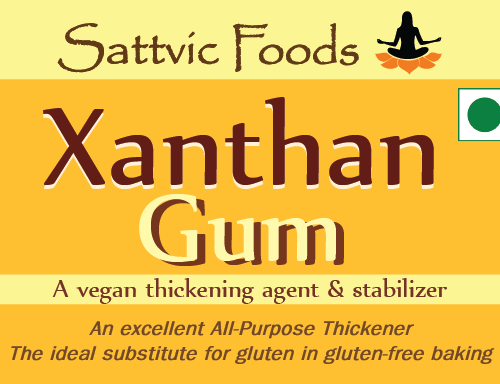 Sattvic Foods
Xanthan
Gum
A vegan thickening agent & stabilizer
An excellent All-Purpose Thickener
The ideal substitute for gluten in gluten-free baking